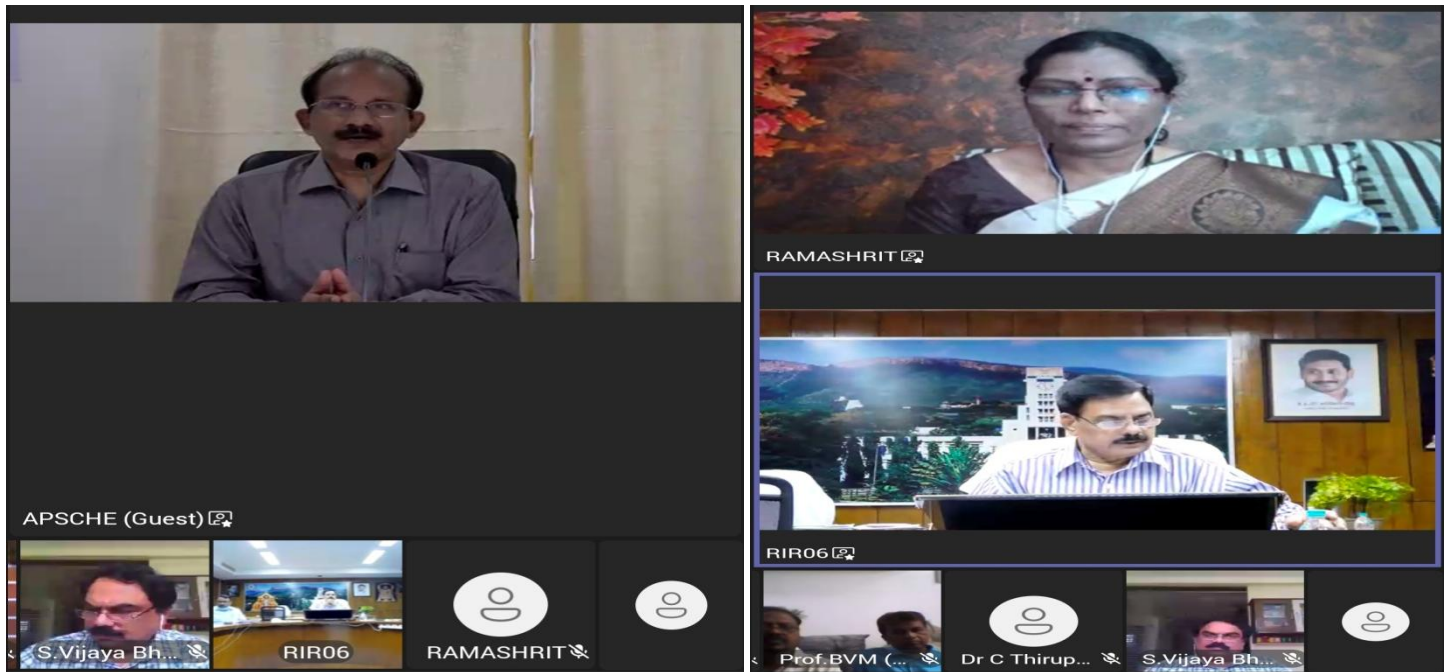 APSCHE (Guest)
S.Vijaya Bh...
RIR06
RAMASHRIT
RAMASHRIT
RIR06
Prof.BVM (...
Dr C Thirup...
S.Vijaya Bh...